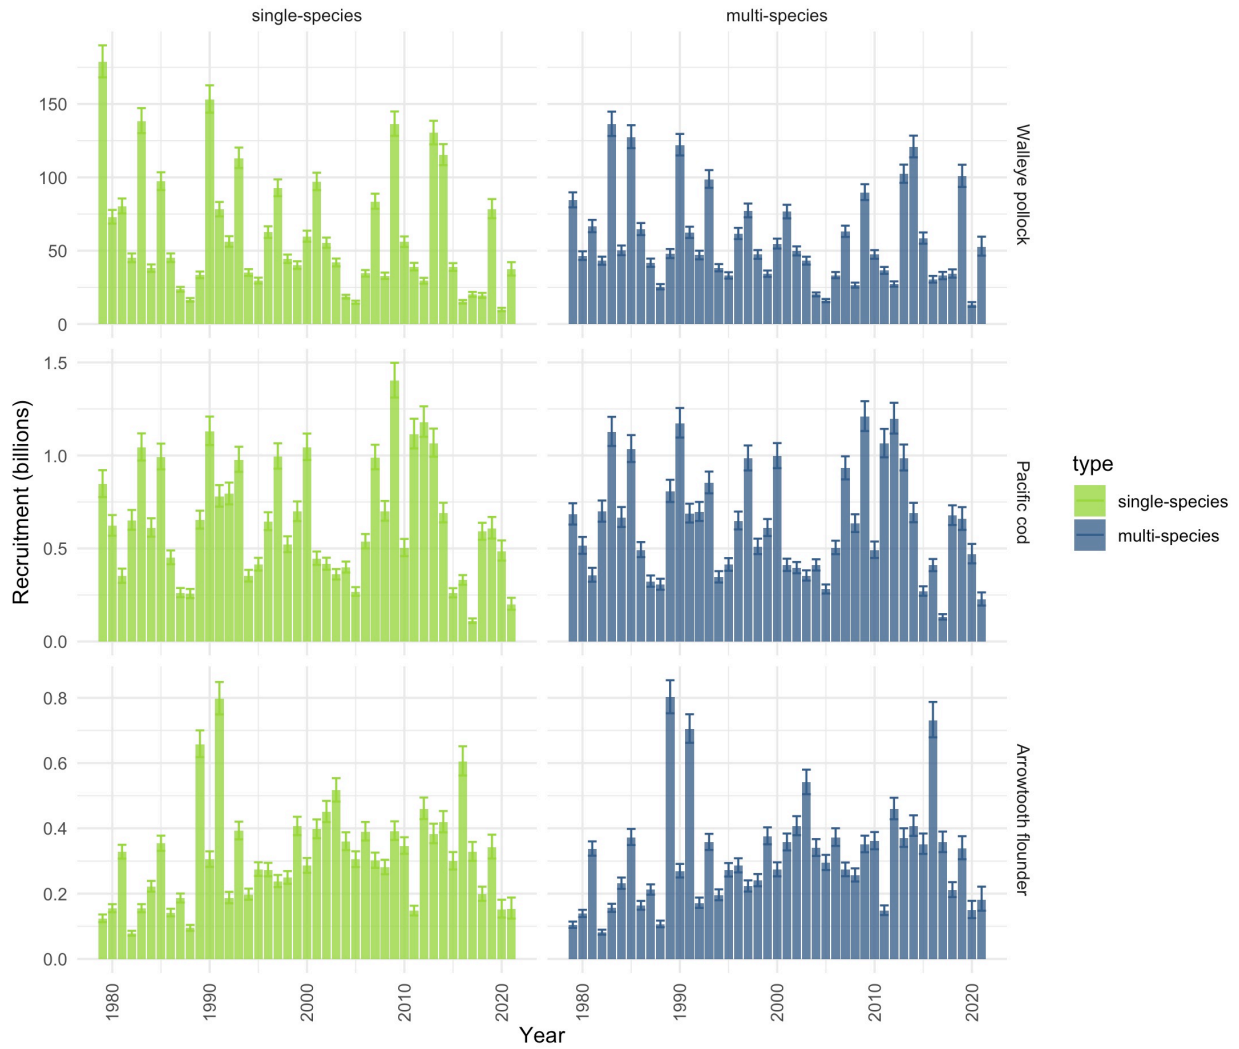 single-species
multi-species
150
100
50
0
Walleye pollock
1.5
1.0
0.5
0.0
Pacific cod
0.8
0.6
0.4
0.2
0.0
Arrowtooth flounder
Recruitment (billions)
1980
1990
2000
2010
2020
1980
1990
2000
2010
2020
Year
type
single-species
multi-species